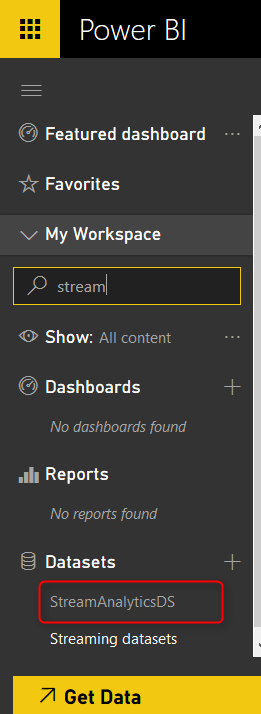 Power BI
Featured dashboard ...
Favorites
My Workspace
stream
Show: All content ...
Dashboards +
No dashboards found
Reports
No reports found
Datasets +
StreamAnalyticsDS
Streaming datasets
Get Data